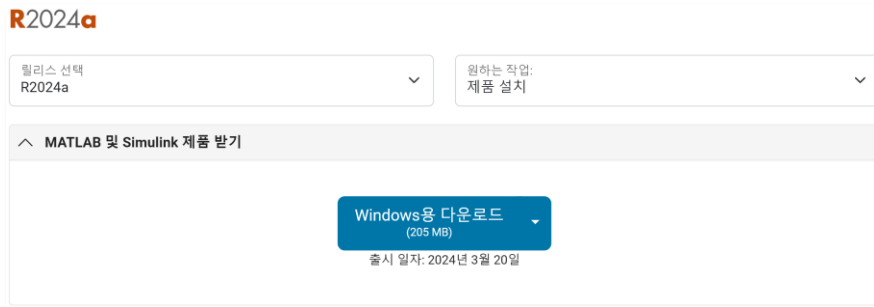 R2024a
릴리스 선택
R2024a
원하는 작업:
제품 설치
MATLAB 및 Simulink 제품 받기
Windows용 다운로드
(205 MB)
출시 일자: 2024년 3월 20일